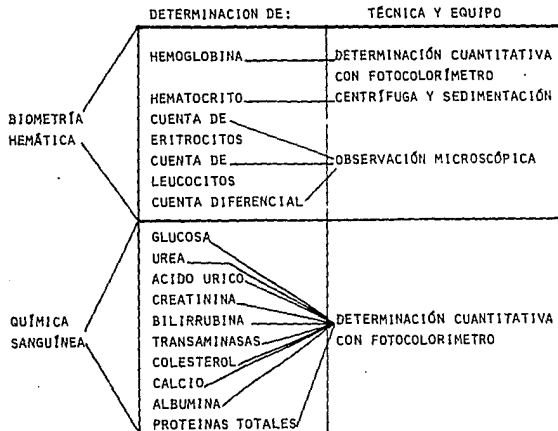 DETERMINACION DE: TÉCNICA Y EQUIPO
HEMOGLOBINA DETERMINACIÓN CUANTITATIVA
CON FOTOCOLORÍMETRO
HEMATOCRITO CENTRÍFUGA Y SEDIMENTACIÓN
BIOMETRÍA
HEMÁTICA
CUENTA DE
ERITROCITOS
CUENTA DE
LEUCOCITOS
CUENTA DIFERENCIAL
OBSERVACIÓN MICROSCÓPICA
QUÍMICA
SANGUÍNEA
GLUCOSA
UREA
ACIDO URICO
CREATININA
BILIRRUBINA
TRANSAMINASAS
COLESTEROL
CALCIO
ALBUMINA
PROTEINAS TOTALES
DETERMINACIÓN CUANTITATIVA
CON FOTOCOLORIMETRO